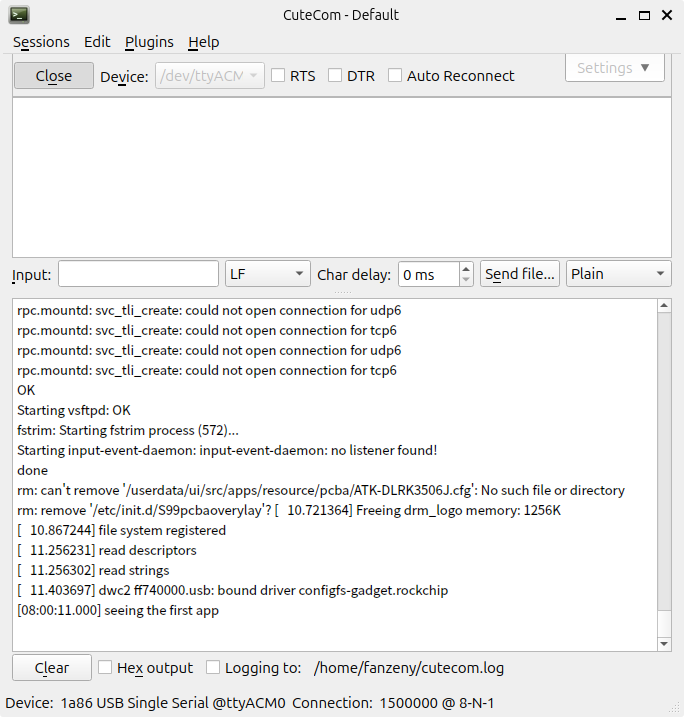 CuteCom - Default
Sessions Edit Plugins Help
Close Device: /dev/ttyACM RTS DTR Auto Reconnect Settings ▼
Input: LF Char delay: 0 ms Send file... Plain
rpc.mountd: svc_tli_create: could not open connection for udp6
rpc.mountd: svc_tli_create: could not open connection for tcp6
rpc.mountd: svc_tli_create: could not open connection for udp6
rpc.mountd: svc_tli_create: could not open connection for tcp6
OK
Starting vsftpd: OK
fstrim: Starting fstrim process (572)...
Starting input-event-daemon: input-event-daemon: no listener found!
done
rm: can't remove '/userdata/ui/src/apps/resource/pcba/ATK-DLRK3506J.cfg': No such file or directory
rm: remove '/etc/init.d/S99pcbaoverylay'? [   10.721364] Freeing drm_logo memory: 1256K
[   10.867244] file system registered
[   11.256231] read descriptors
[   11.256302] read strings
[   11.403697] dwc2 ff740000.usb: bound driver configfs-gadget.rockchip
[08:00:11.000] seeing the first app
Clear Hex output Logging to: /home/fanzeny/cutecom.log
Device: 1a86 USB Single Serial @ttyACM0 Connection: 1500000 @ 8-N-1